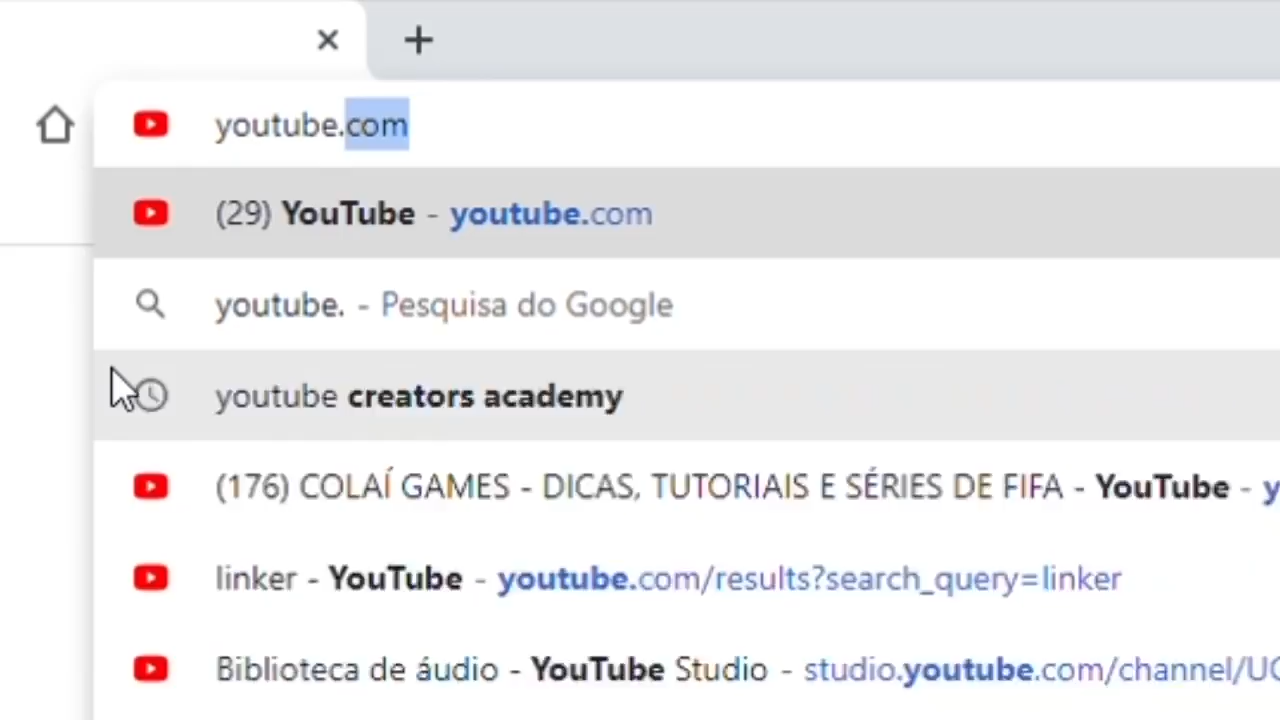 youtube.com
(29) YouTube - youtube.com
youtube. - Pesquisa do Google
youtube creators academy
(176) COLAÍ GAMES - DICAS, TUTORIAIS E SÉRIES DE FIFA - YouTube - y
linker - YouTube - youtube.com/results?search_query=linker
Biblioteca de áudio - YouTube Studio - studio.youtube.com/channel/UC